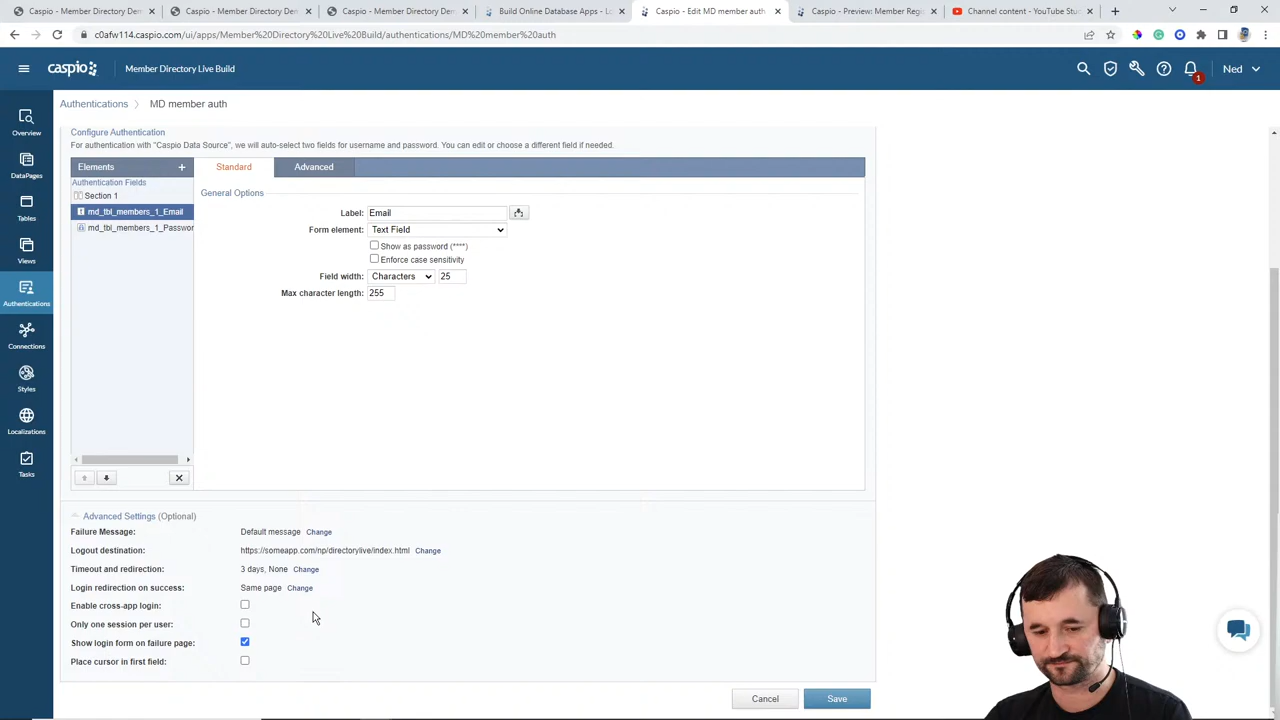 Caspio - Member Directory Dem
Caspio - Member Directory Dem
Caspio - Member Directory Dem
Build Online Database Apps - Lo
Caspio - Edit MD member auth
Caspio - Preview: Member Reg
Channel content - YouTube Stu
c0afw114.caspio.com/ui/apps/Member%20Directory%20Live%20Build/authentications/MD%20member%20auth
caspio
Member Directory Live Build
1
Ned
Overview
DataPages
Tables
Views
Authentications
Connections
Styles
Localizations
Tasks
Authentications
MD member auth
Configure Authentication
For authentication with "Caspio Data Source", we will auto-select two fields for username and password. You can edit or choose a different field if needed.
Elements
Standard
Advanced
Authentication Fields
Section 1
md_tbl_members_1_Email
md_tbl_members_1_Passwor
General Options
Label: Email
Form element: Text Field
Show as password (****)
Enforce case sensitivity
Field width: Characters 25
Max character length: 255
Advanced Settings (Optional)
Failure Message: Default message Change
Logout destination: https://someapp.com/np/directorylive/index.html Change
Timeout and redirection: 3 days, None Change
Login redirection on success: Same page Change
Enable cross-app login:
Only one session per user:
Show login form on failure page:
Place cursor in first field:
Cancel
Save